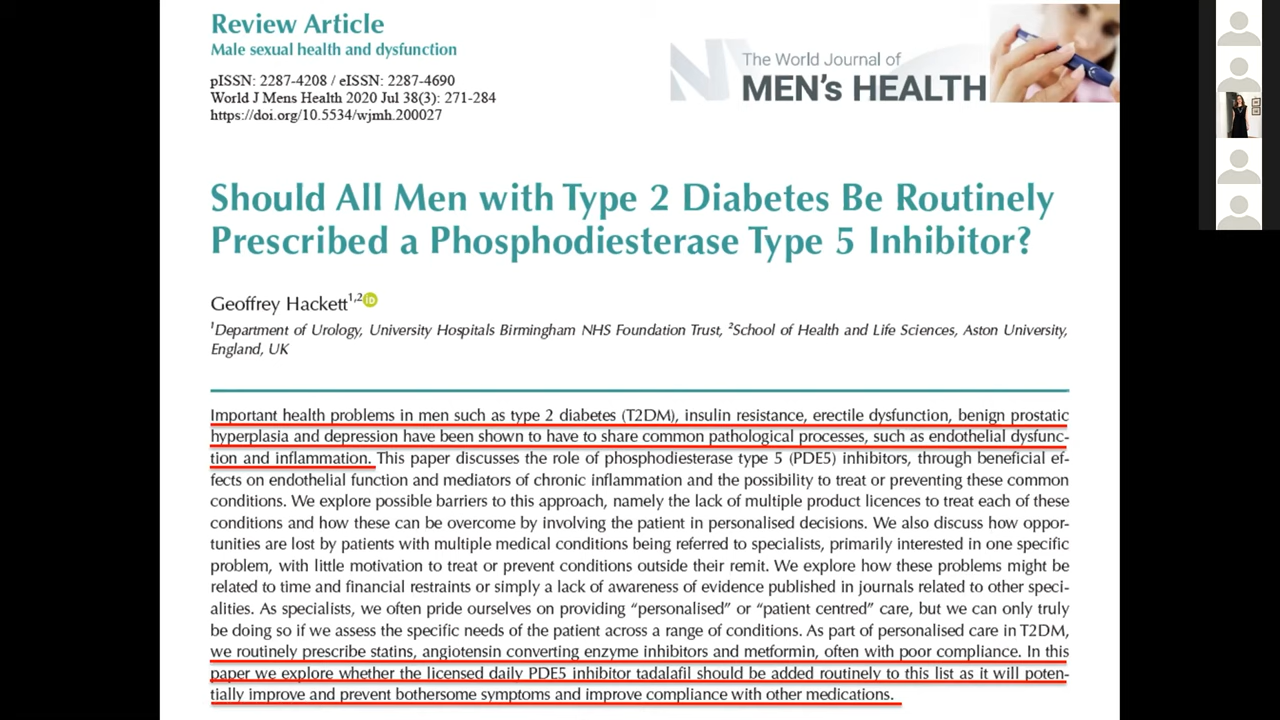 Review Article
Male sexual health and dysfunction
pISSN: 2287-4208 / eISSN: 2287-4690
World J Mens Health 2020 Jul 38(3): 271-284
https://doi.org/10.5534/wjmh.200027
The World Journal of
MEN's HEALTH
Should All Men with Type 2 Diabetes Be Routinely
Prescribed a Phosphodiesterase Type 5 Inhibitor?
Geoffrey Hackett1,2 iD
1Department of Urology, University Hospitals Birmingham NHS Foundation Trust, 2School of Health and Life Sciences, Aston University,
England, UK
Important health problems in men such as type 2 diabetes (T2DM), insulin resistance, erectile dysfunction, benign prostatic
hyperplasia and depression have been shown to have to share common pathological processes, such as endothelial dysfunc-
tion and inflammation. This paper discusses the role of phosphodiesterase type 5 (PDE5) inhibitors, through beneficial ef-
fects on endothelial function and mediators of chronic inflammation and the possibility to treat or preventing these common
conditions. We explore possible barriers to this approach, namely the lack of multiple product licences to treat each of these
conditions and how these can be overcome by involving the patient in personalised decisions. We also discuss how oppor-
tunities are lost by patients with multiple medical conditions being referred to specialists, primarily interested in one specific
problem, with little motivation to treat or prevent conditions outside their remit. We explore how these problems might be
related to time and financial restraints or simply a lack of awareness of evidence published in journals related to other speci-
alities. As specialists, we often pride ourselves on providing “personalised” or “patient centred” care, but we can only truly
be doing so if we assess the specific needs of the patient across a range of conditions. As part of personalised care in T2DM,
we routinely prescribe statins, angiotensin converting enzyme inhibitors and metformin, often with poor compliance. In this
paper we explore whether the licensed daily PDE5 inhibitor tadalafil should be added routinely to this list as it will poten-
tially improve and prevent bothersome symptoms and improve compliance with other medications.